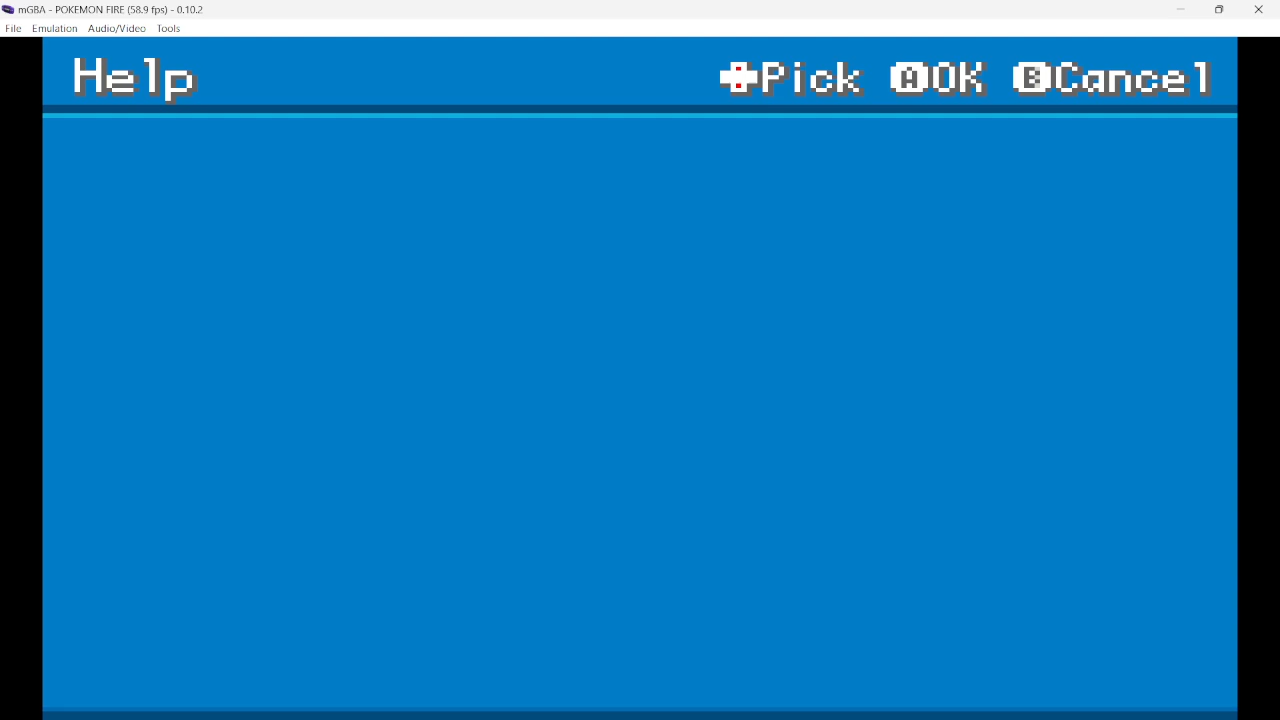 mGBA - POKEMON FIRE (58.9 fps) - 0.10.2
File Emulation Audio/Video Tools
Help Pick A OK B Cancel